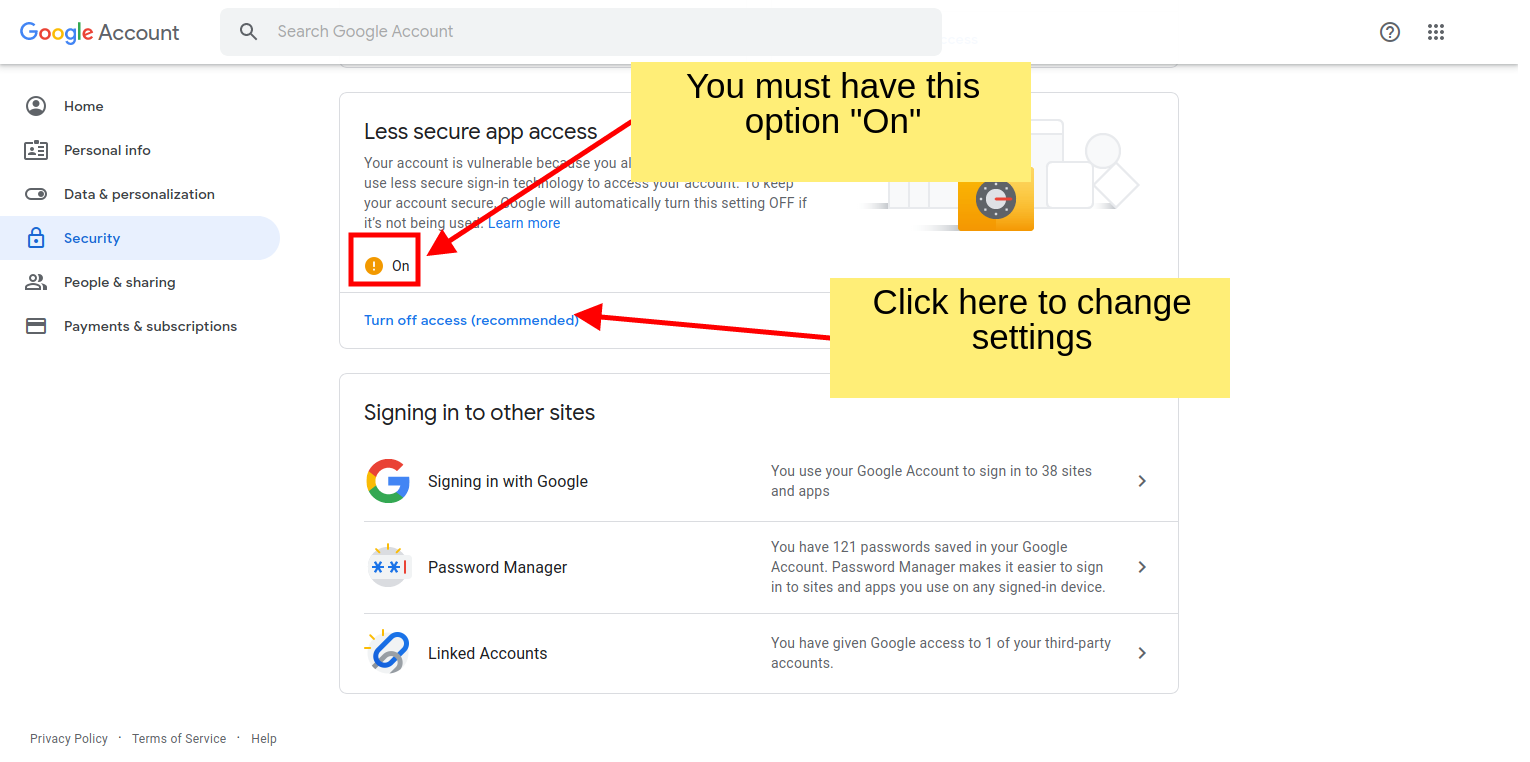 Google Account
Search Google Account
Home
Personal info
Data & personalization
Security
People & sharing
Payments & subscriptions
You must have this
option "On"
Less secure app access
Your account is vulnerable because you al
use less secure sign-in technology to access your account. To keep
your account secure, Google will automatically turn this setting OFF if
it's not being used. Learn more
On
Turn off access (recommended)
Click here to change
settings
Signing in to other sites
Signing in with Google
You use your Google Account to sign in to 38 sites
and apps
Password Manager
You have 121 passwords saved in your Google
Account. Password Manager makes it easier to sign
in to sites and apps you use on any signed-in device.
Linked Accounts
You have given Google access to 1 of your third-party
accounts.
Privacy Policy · Terms of Service · Help